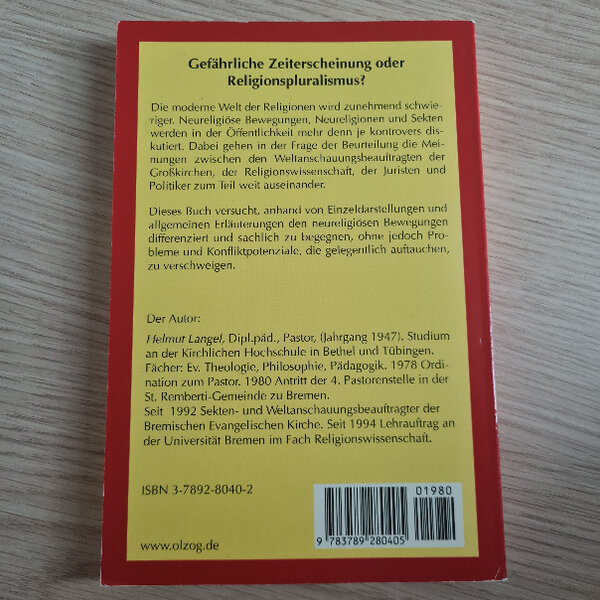 Gefährliche Zeiterscheinung oder
Religionspluralismus?
Die moderne Welt der Religionen wird zunehmend schwie-
riger. Neureligiöse Bewegungen, Neureligionen und Sekten
werden in der Öffentlichkeit mehr denn je kontrovers dis-
kutiert. Dabei gehen in der Frage der Beurteilung die Mei-
nungen zwischen den Weltanschauungsbeauftragten der
Großkirchen, der Religionswissenschaft, der Juristen und
Politiker zum Teil weit auseinander.
Dieses Buch versucht, anhand von Einzeldarstellungen und
allgemeinen Erläuterungen den neureligiösen Bewegungen
differenziert und sachlich zu begegnen, ohne jedoch Pro-
bleme und Konfliktpotenziale, die gelegentlich auftauchen,
zu verschweigen.
Der Autor:
Helmut Langel, Dipl.päd., Pastor, (Jahrgang 1947). Studium
an der Kirchlichen Hochschule in Bethel und Tübingen.
Fächer: Ev. Theologie, Philosophie, Pädagogik. 1978 Ordi-
nation zum Pastor. 1980 Antritt der 4. Pastorenstelle in der
St. Remberti-Gemeinde zu Bremen.
Seit 1992 Sekten- und Weltanschauungsbeauftragter der
Bremischen Evangelischen Kirche. Seit 1994 Lehrauftrag an
der Universität Bremen im Fach Religionswissenschaft.
ISBN 3-7892-8040-2
01980
9 783789 280405
www.olzog.de